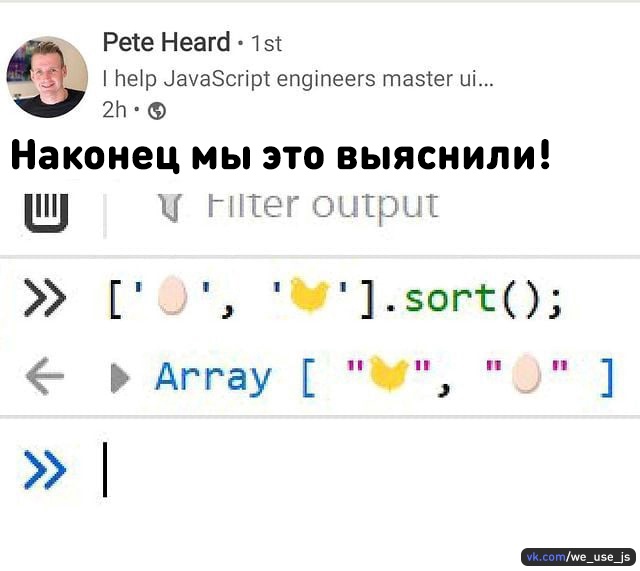 Pete Heard • 1st
I help JavaScript engineers master ui...
2h •
Наконец мы это выяснили!
Filter output
>> ['🥚', '🐤'].sort();
← ▶ Array [ "🐤", "🥚" ]
>>
vk.com/we_use_js